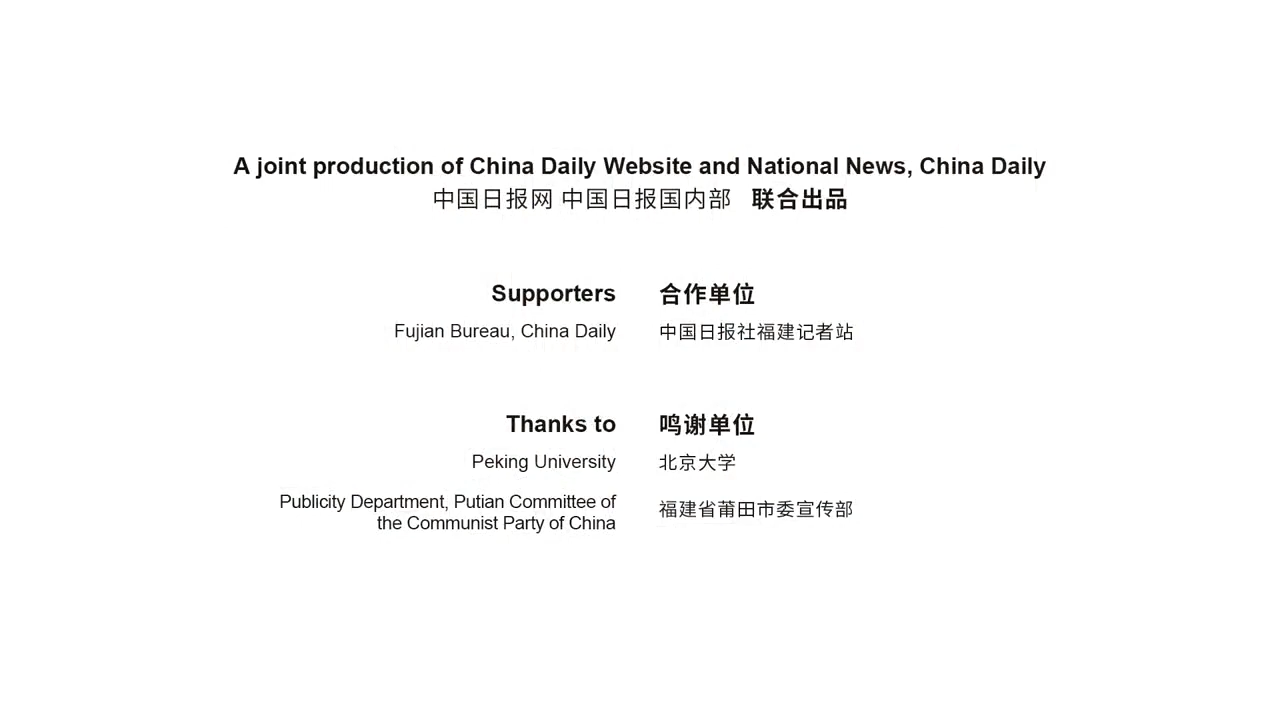 A joint production of China Daily Website and National News, China Daily
中国日报网 中国日报国内部 联合出品
Supporters 合作单位
Fujian Bureau, China Daily 中国日报社福建记者站
Thanks to 鸣谢单位
Peking University 北京大学
Publicity Department, Putian Committee of
the Communist Party of China
福建省莆田市委宣传部